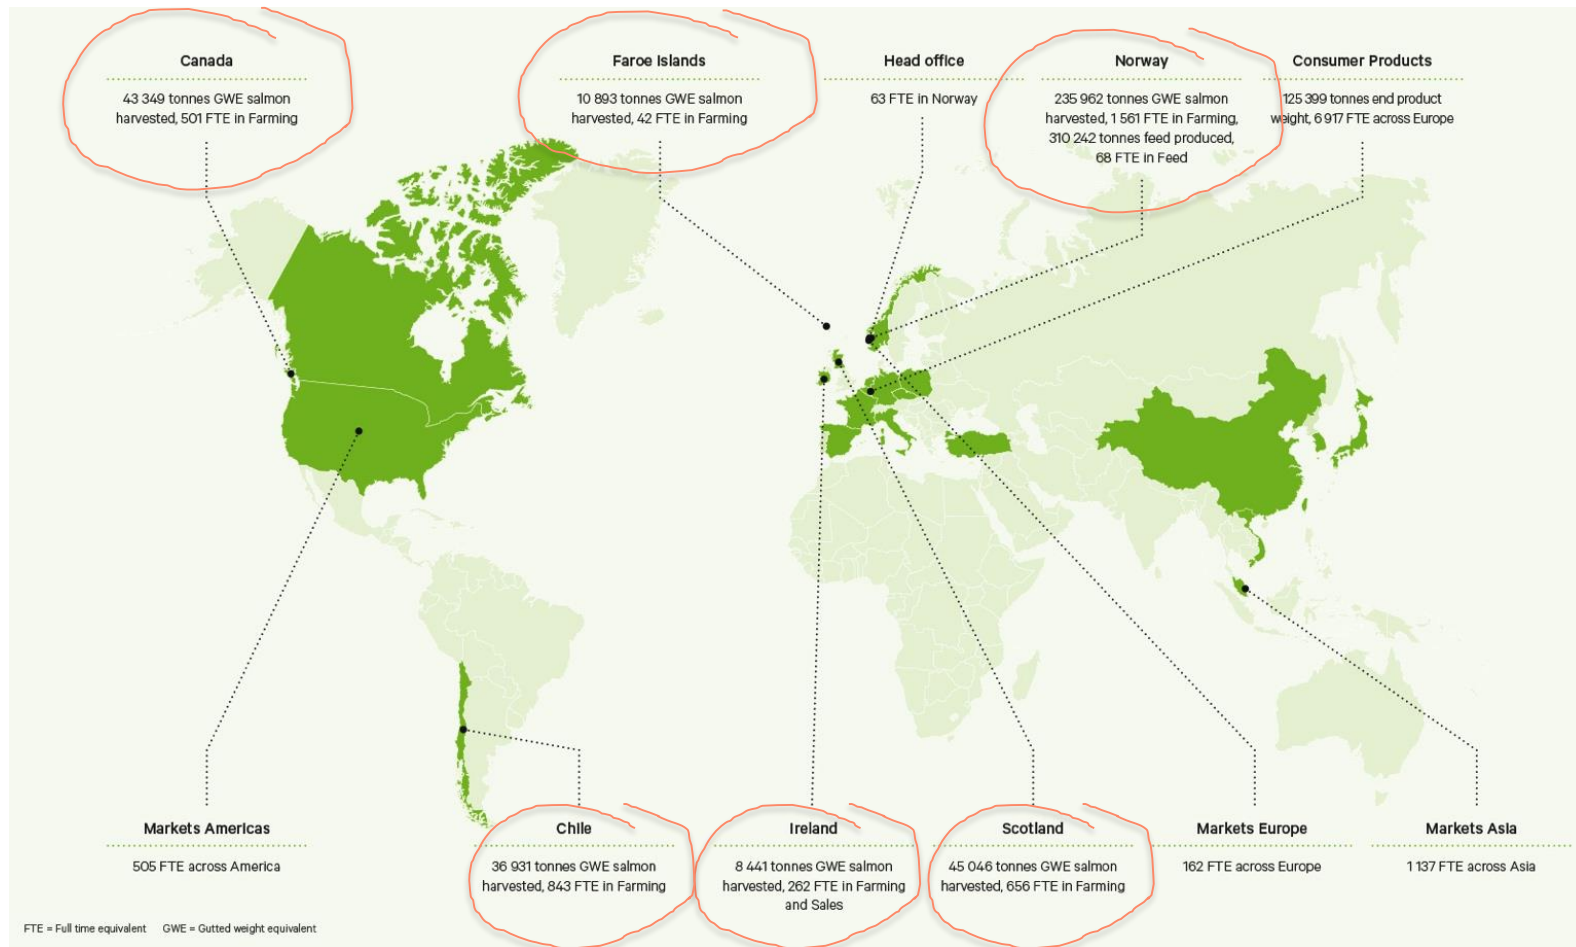 Canada
43 349 tonnes GWE salmon
harvested, 501 FTE in Farming
Faroe Islands
10 893 tonnes GWE salmon
harvested, 42 FTE in Farming
Head office
63 FTE in Norway
Norway
235 962 tonnes GWE salmon
harvested, 1 561 FTE in Farming,
310 242 tonnes feed produced,
68 FTE in Feed
Consumer Products
125 399 tonnes end product
weight, 6 917 FTE across Europe
Markets Americas
505 FTE across America
Chile
36 931 tonnes GWE salmon
harvested, 843 FTE in Farming
Ireland
8 441 tonnes GWE salmon
harvested, 262 FTE in Farming
and Sales
Scotland
45 046 tonnes GWE salmon
harvested, 656 FTE in Farming
Markets Europe
162 FTE across Europe
Markets Asia
1 137 FTE across Asia
FTE = Full time equivalent GWE = Gutted weight equivalent